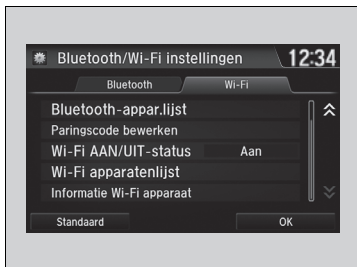 Bluetooth/Wi-Fi instellingen 12:34
Bluetooth Wi-Fi
Bluetooth-appar.lijst
Paringscode bewerken
Wi-Fi AAN/UIT-status Aan
Wi-Fi apparatenlijst
Informatie Wi-Fi apparaat
Standaard OK